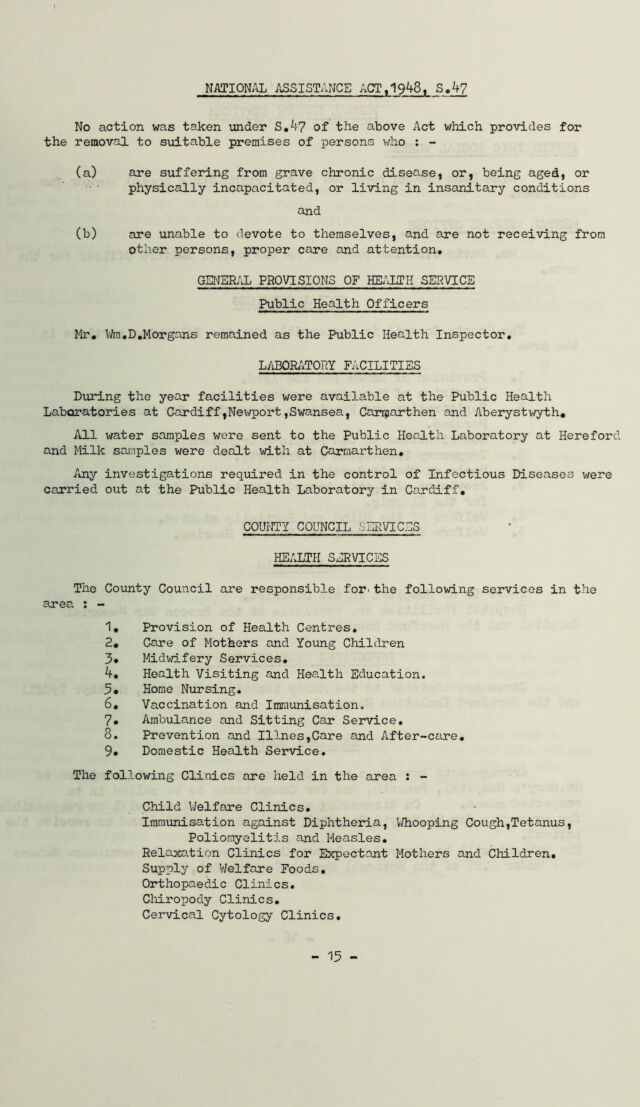 NATIONAL ASSISTANCE ACT,1948, S.47
No action was taken under S.47 of the above Act which provides for
the removal to suitable premises of persons who : -
(a) are suffering from grave chronic disease, or, being aged, or
physically incapacitated, or living in insanitary conditions
and
(b) are unable to devote to themselves, and are not receiving from
other persons, proper care and attention.
GENERAL PROVISIONS OF HEALTH SERVICE
Public Health Officers
Mr. Wm.D.Morgans remained as the Public Health Inspector.
LABORATORY FACILITIES
During the year facilities were available at the Public Health
Laboratories at Cardiff,Newport,Swansea, Carmarthen and Aberystwyth.
All water samples were sent to the Public Health Laboratory at Hereford
and Milk samples were dealt with at Carmarthen.
Any investigations required in the control of Infectious Diseases were
carried out at the Public Health Laboratory in Cardiff.
COUNTY COUNCIL SERVICES
HEALTH SERVICES
The County Council are responsible for the following services in the
area : -
1. Provision of Health Centres.
2. Care of Mothers and Young Children
3. Midwifery Services.
4. Health Visiting and Health Education.
5. Home Nursing.
6. Vaccination and Immunisation.
7. Ambulance and Sitting Car Service.
8. Prevention and Illnes,Care and After-care.
9. Domestic Health Service.
The following Clinics are held in the area : -
Child Welfare Clinics.
Immunisation against Diphtheria, Whooping Cough,Tetanus,
Poliomyelitis and Measles.
Relaxation Clinics for Expectant Mothers and Children.
Supply of Welfare Foods.
Orthopaedic Clinics.
Chiropody Clinics.
Cervical Cytology Clinics.
- 15 -